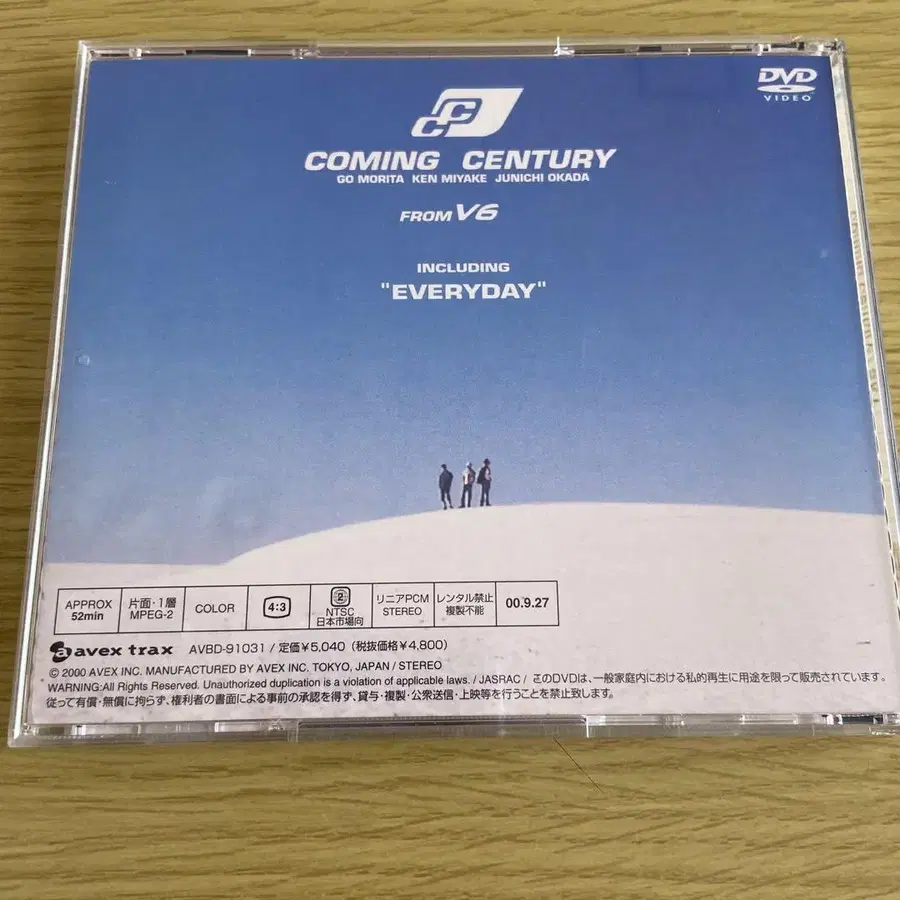 DVD
VIDEO
CC
COMING CENTURY
GO MORITA KEN MIYAKE JUNICHI OKADA
FROM V6
INCLUDING
"EVERYDAY"
APPROX
52min
片面・1層
MPEG-2
COLOR
4:3
2
NTSC
日本市場向
リニアPCM
STEREO
レンタル禁止
複製不能
00.9.27
avex trax AVBD-91031 / 定価¥5,040(税抜価格¥4,800)
© 2000 AVEX INC. MANUFACTURED BY AVEX INC. TOKYO, JAPAN / STEREO
WARNING:All Rights Reserved. Unauthorized duplication is a violation of applicable laws. / JASRAC / このDVDは、一般家庭内における私的再生に用途を限って販売されています。
従って有償・無償に拘らず、権利者の書面による事前の承認を得ず、貸与・複製・公衆送信・上映等を行うことを禁止致します。